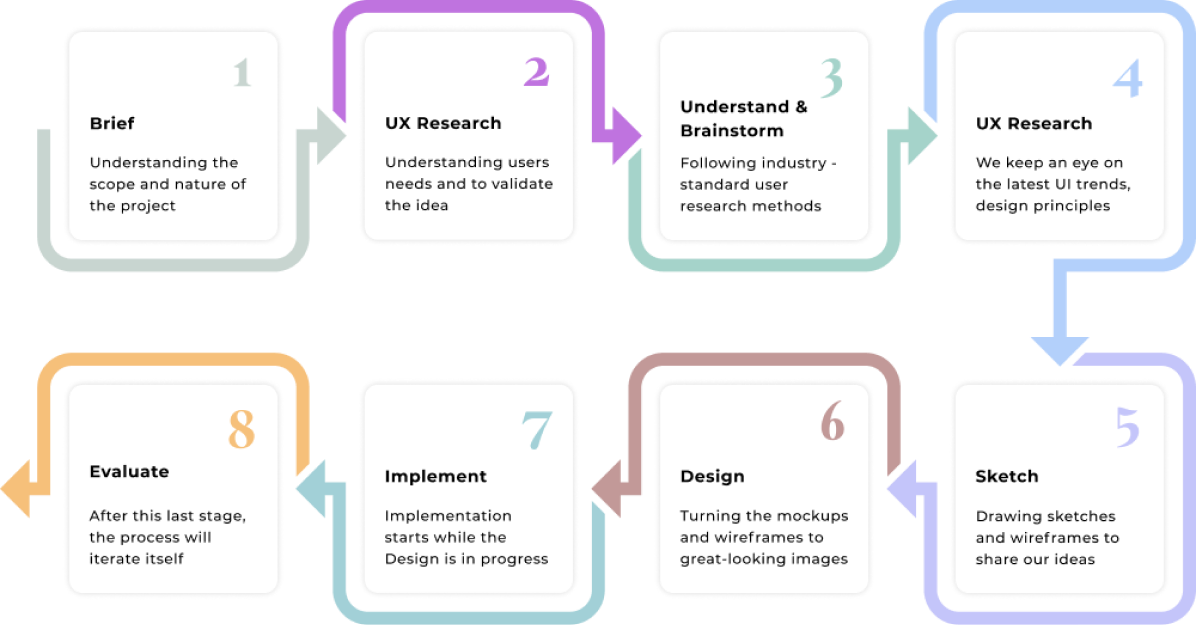 1
Brief
Understanding the
scope and nature of
the project
2
UX Research
Understanding users
needs and to validate
the idea
3
Understand &
Brainstorm
Following industry -
standard user
research methods
4
UX Research
We keep an eye on
the latest UI trends,
design principles
5
Sketch
Drawing sketches
and wireframes to
share our ideas
6
Design
Turning the mockups
and wireframes to
great-looking images
7
Implement
Implementation
starts while the
Design is in progress
8
Evaluate
After this last stage,
the process will
iterate itself